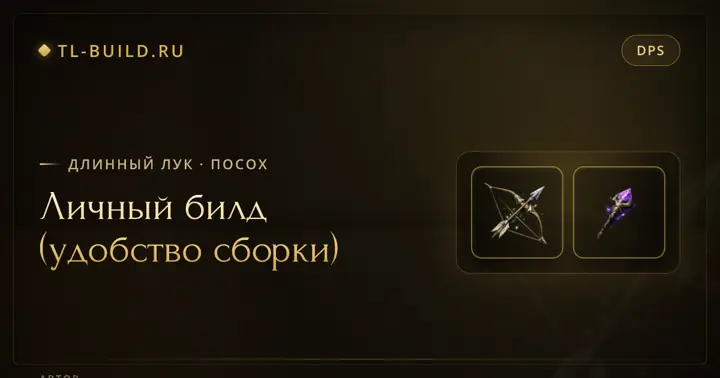 TL-BUILD.RU
DPS
ДЛИННЫЙ ЛУК · ПОСОХ
Личный билд
(удобство сборки)